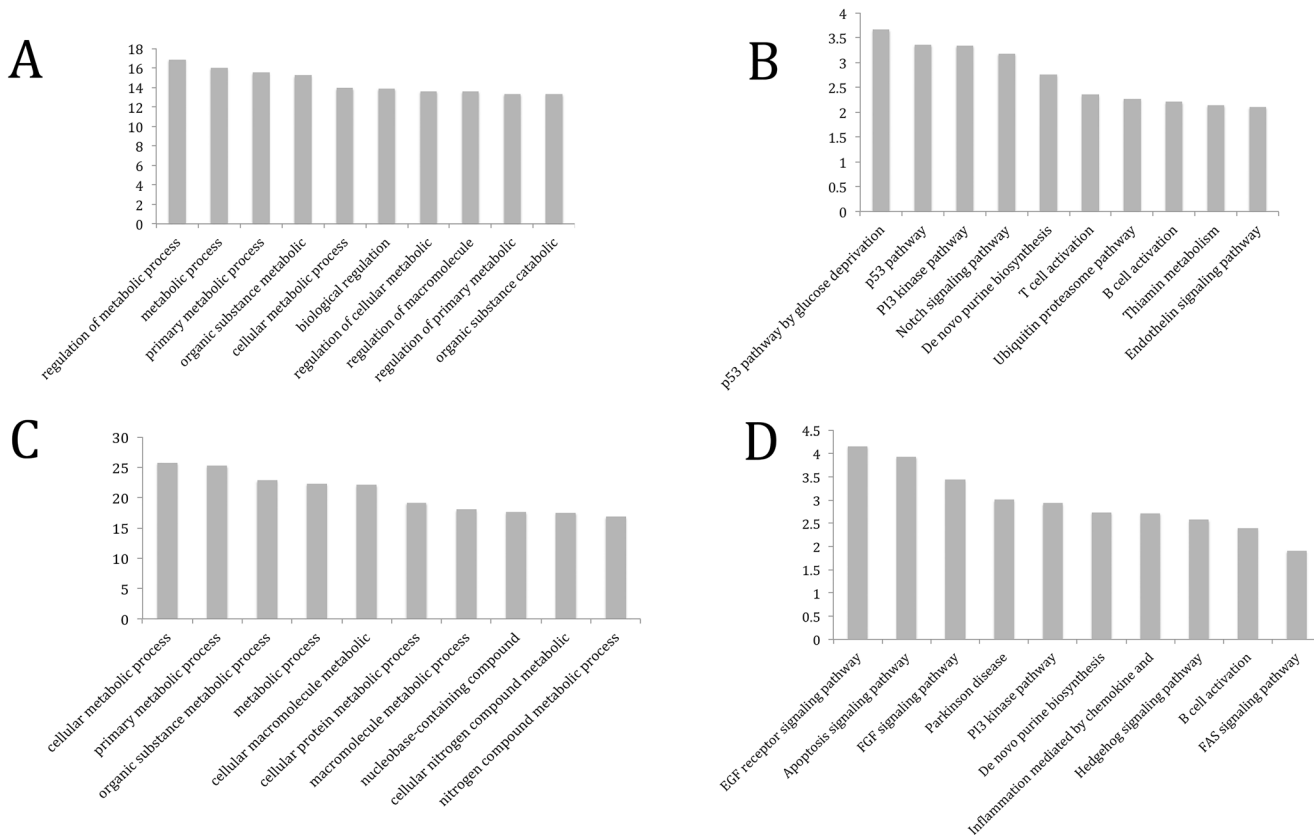 A
18
16
14
12
10
8
6
4
2
0
regulation of metabolic process
metabolic process
primary metabolic process
organic substance metabolic
cellular metabolic process
biological regulation
regulation of cellular metabolic
regulation of macromolecule
regulation of primary metabolic
organic substance catabolic
B
4
3.5
3
2.5
2
1.5
1
0.5
0
p53 pathway by glucose deprivation
p53 pathway
PI3 kinase pathway
Notch signaling pathway
De novo purine biosynthesis
T cell activation
Ubiquitin proteasome pathway
B cell activation
Thiamin metabolism
Endothelin signaling pathway
C
30
25
20
15
10
5
0
cellular metabolic process
primary metabolic process
organic substance metabolic process
metabolic process
cellular macromolecule metabolic
cellular protein metabolic process
macromolecule metabolic process
nucleobase-containing compound
cellular nitrogen compound metabolic
nitrogen compound metabolic process
D
4.5
4
3.5
3
2.5
2
1.5
1
0.5
0
EGF receptor signaling pathway
Apoptosis signaling pathway
FGF signaling pathway
Parkinson disease
PI3 kinase pathway
De novo purine biosynthesis
Inflammation mediated by chemokine and
Hedgehog signaling pathway
B cell activation
FAS signaling pathway